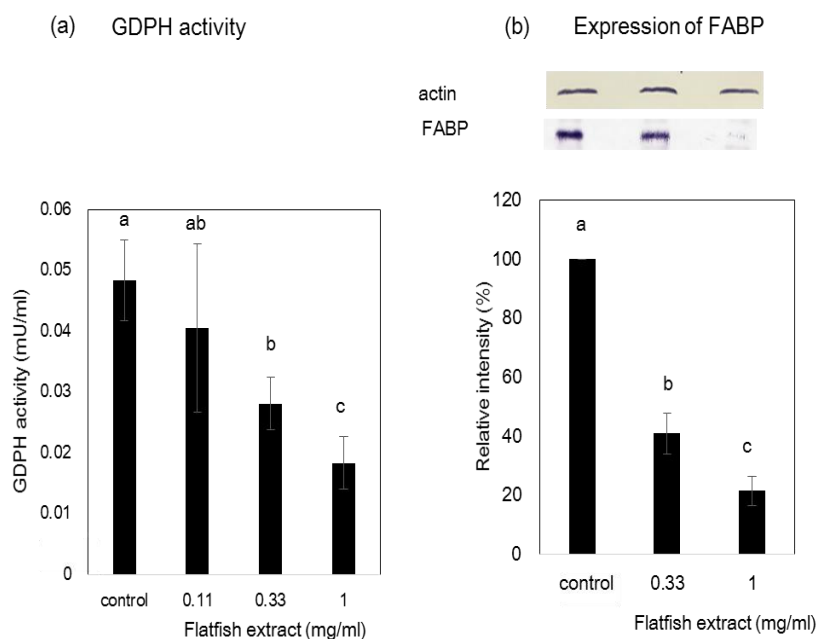 (a) GDPH activity
GDPH activity (mU/ml)
0.06
0.05
0.04
0.03
0.02
0.01
0
a
ab
b
c
control 0.11 0.33 1
Flatfish extract (mg/ml)
(b) Expression of FABP
actin
FABP
Relative intensity (%)
120
100
80
60
40
20
0
a
b
c
control 0.33 1
Flatfish extract (mg/ml)